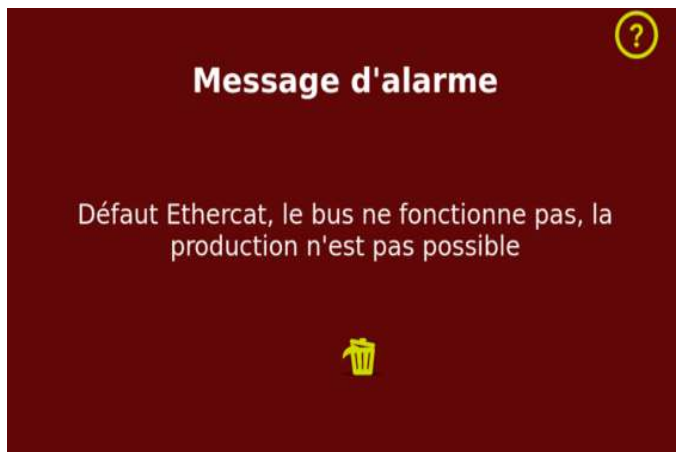 ?
Message d'alarme
Défaut Ethercat, le bus ne fonctionne pas, la
production n'est pas possible